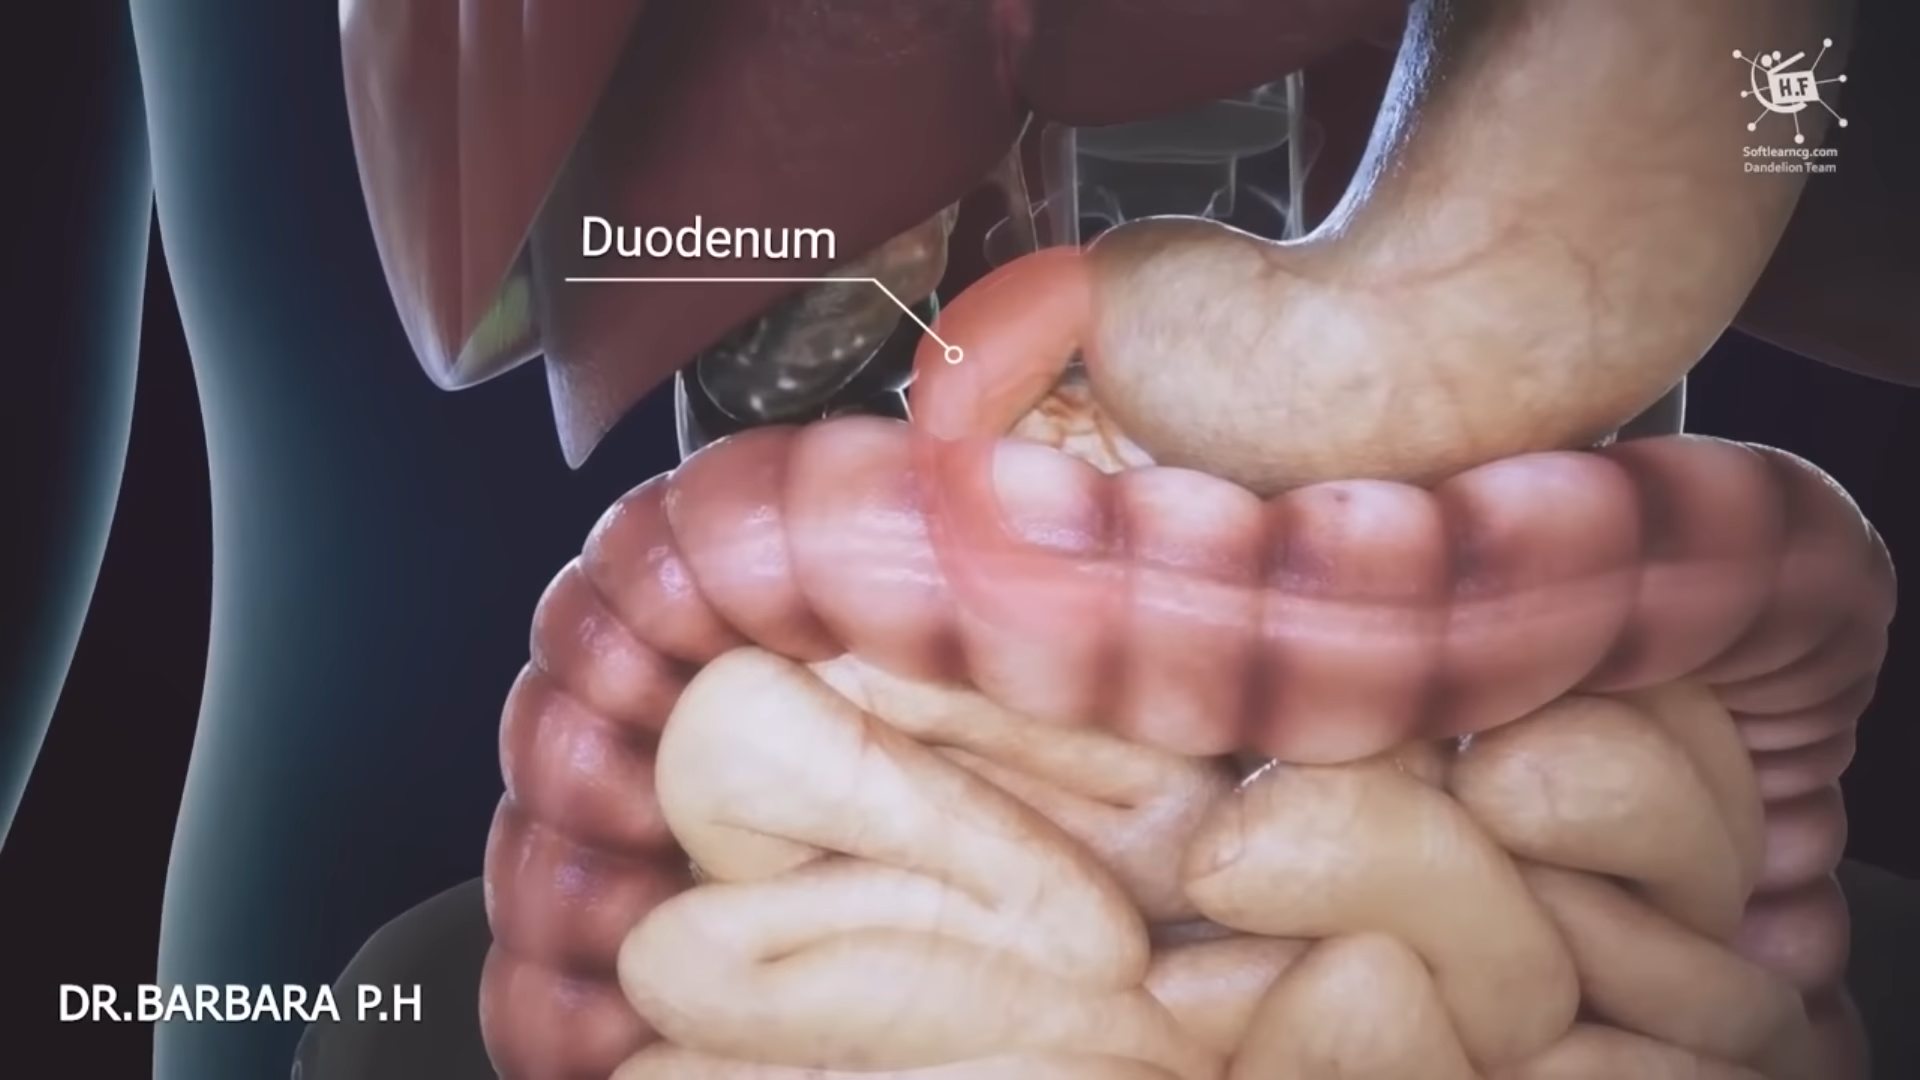 H.F
Softlearncg.com
Dandelion Team
Duodenum
DR.BARBARA P.H